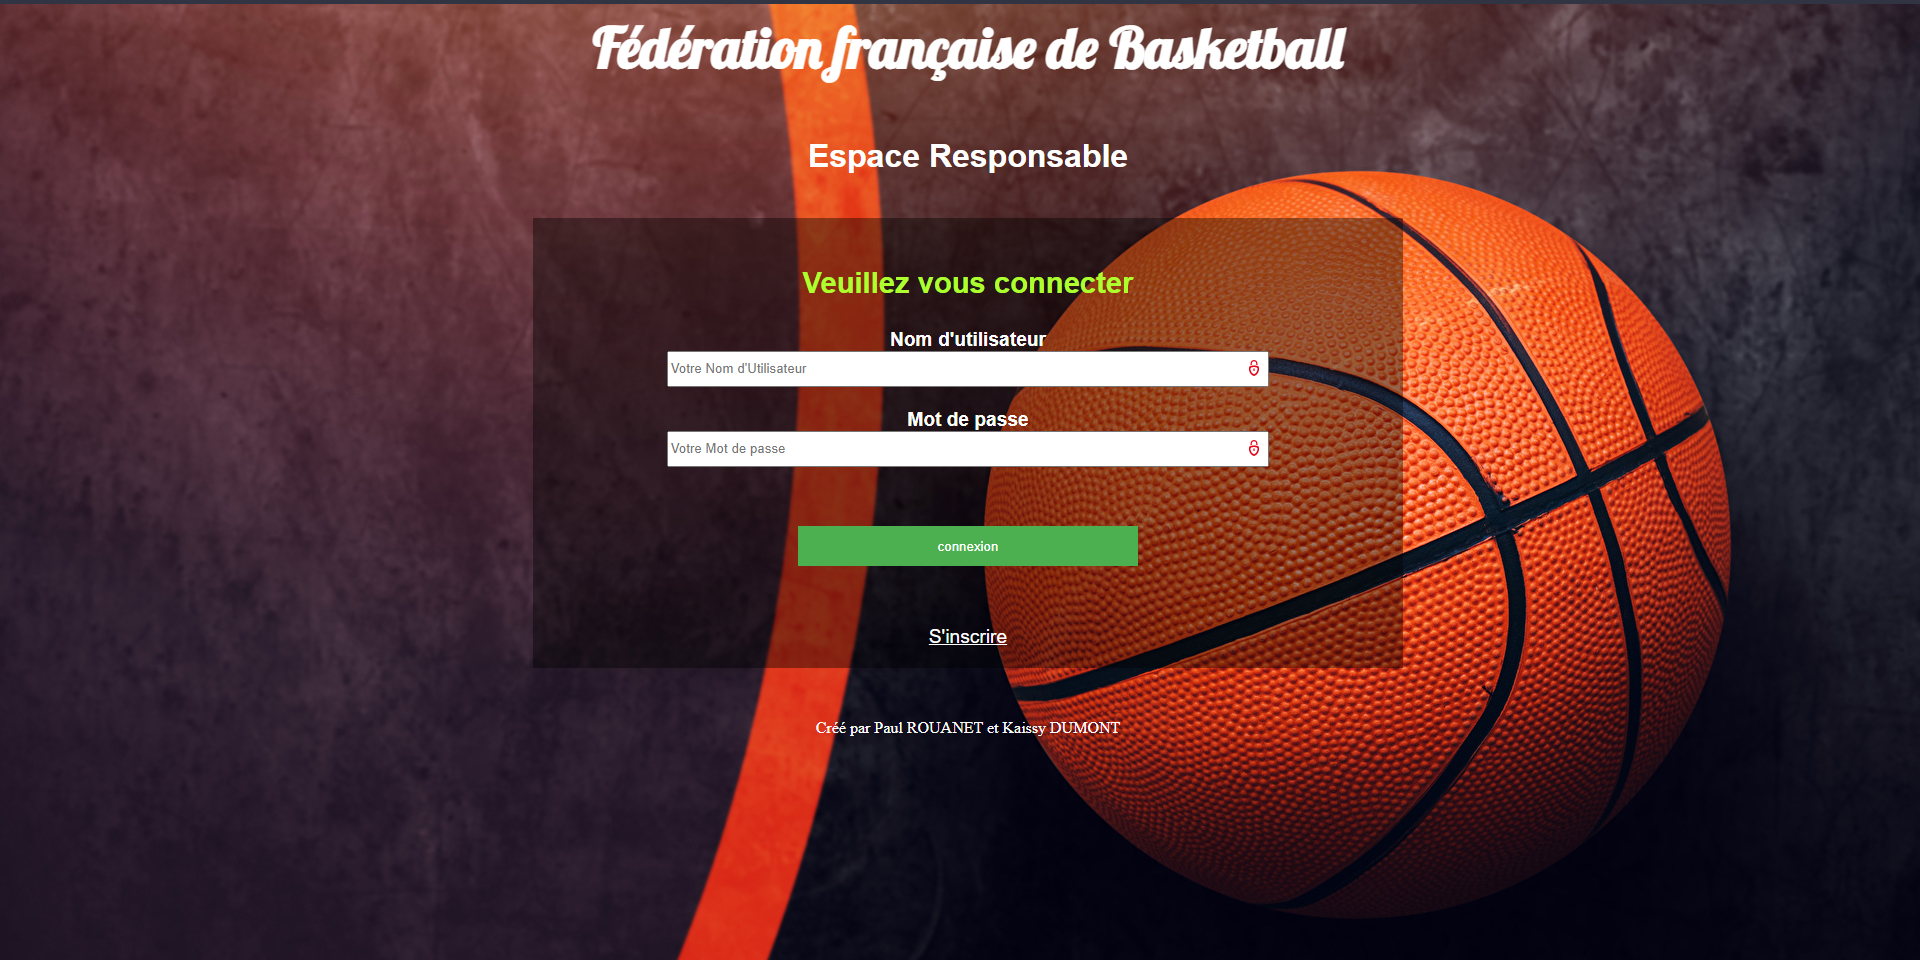 Fédération française de Basketball
Espace Responsable
Veuillez vous connecter
Nom d'utilisateur
Votre Nom d'Utilisateur
Mot de passe
Votre Mot de passe
connexion
S'inscrire
Créé par Paul ROUANET et Kaissy DUMONT